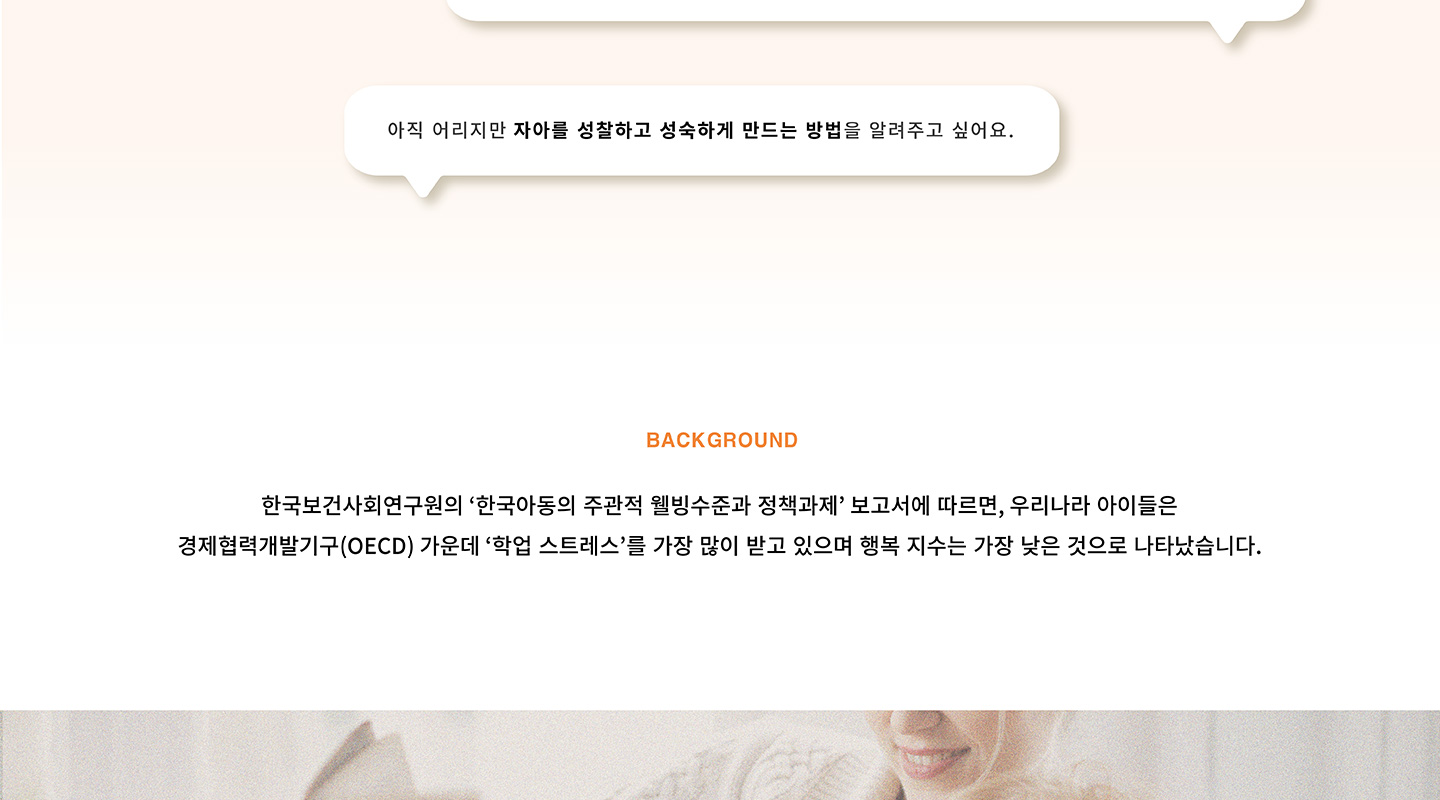 아직 어리지만 자아를 성찰하고 성숙하게 만드는 방법을 알려주고 싶어요.
BACKGROUND
한국보건사회연구원의 ‘한국아동의 주관적 웰빙수준과 정책과제’ 보고서에 따르면, 우리나라 아이들은
경제협력개발기구(OECD) 가운데 ‘학업 스트레스’를 가장 많이 받고 있으며 행복 지수는 가장 낮은 것으로 나타났습니다.